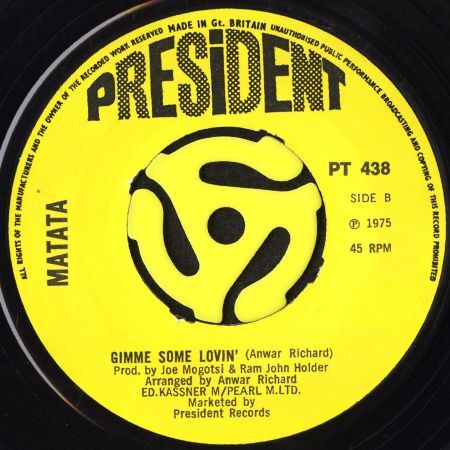 ALL RIGHTS OF THE MANUFACTURERS AND THE OWNER OF THE RECORDED WORK RESERVED MADE IN Gt. BRITAIN UNAUTHORISED PUBLIC PERFORMANCE BROADCASTING AND COPYING OF THIS RECORD PROHIBITED
PRESiDENT
MATATA
PT 438
SIDE B
Ⓟ 1975
45 RPM
GIMME SOME LOVIN' (Anwar Richard)
Prod. by Joe Mogotsi & Ram John Holder
Arranged by Anwar Richard
ED.KASSNER M/PEARL M.LTD.
Marketed by
President Records